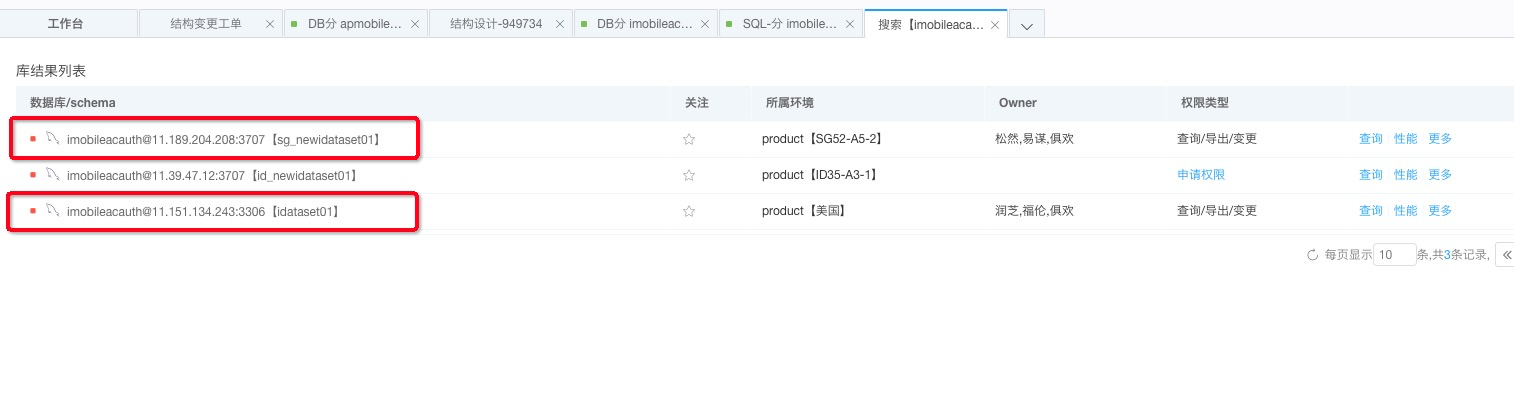 工作台 结构变更工单 DB分 apmobile... 结构设计-949734 DB分 imobileac... SQL-分 imobile... 搜索【imobileaca...
库结果列表
数据库/schema 关注 所属环境 Owner 权限类型
imobileacauth@11.189.204.208:3707【sg_newidataset01】 product【SG52-A5-2】 松然,易谋,俱欢 查询/导出/变更 查询 性能 更多
imobileacauth@11.39.47.12:3707【id_newidataset01】 product【ID35-A3-1】 申请权限 查询 性能 更多
imobileacauth@11.151.134.243:3306【idataset01】 product【美国】 润芝,福伦,俱欢 查询/导出/变更 查询 性能 更多
每页显示 10 条,共3条记录,